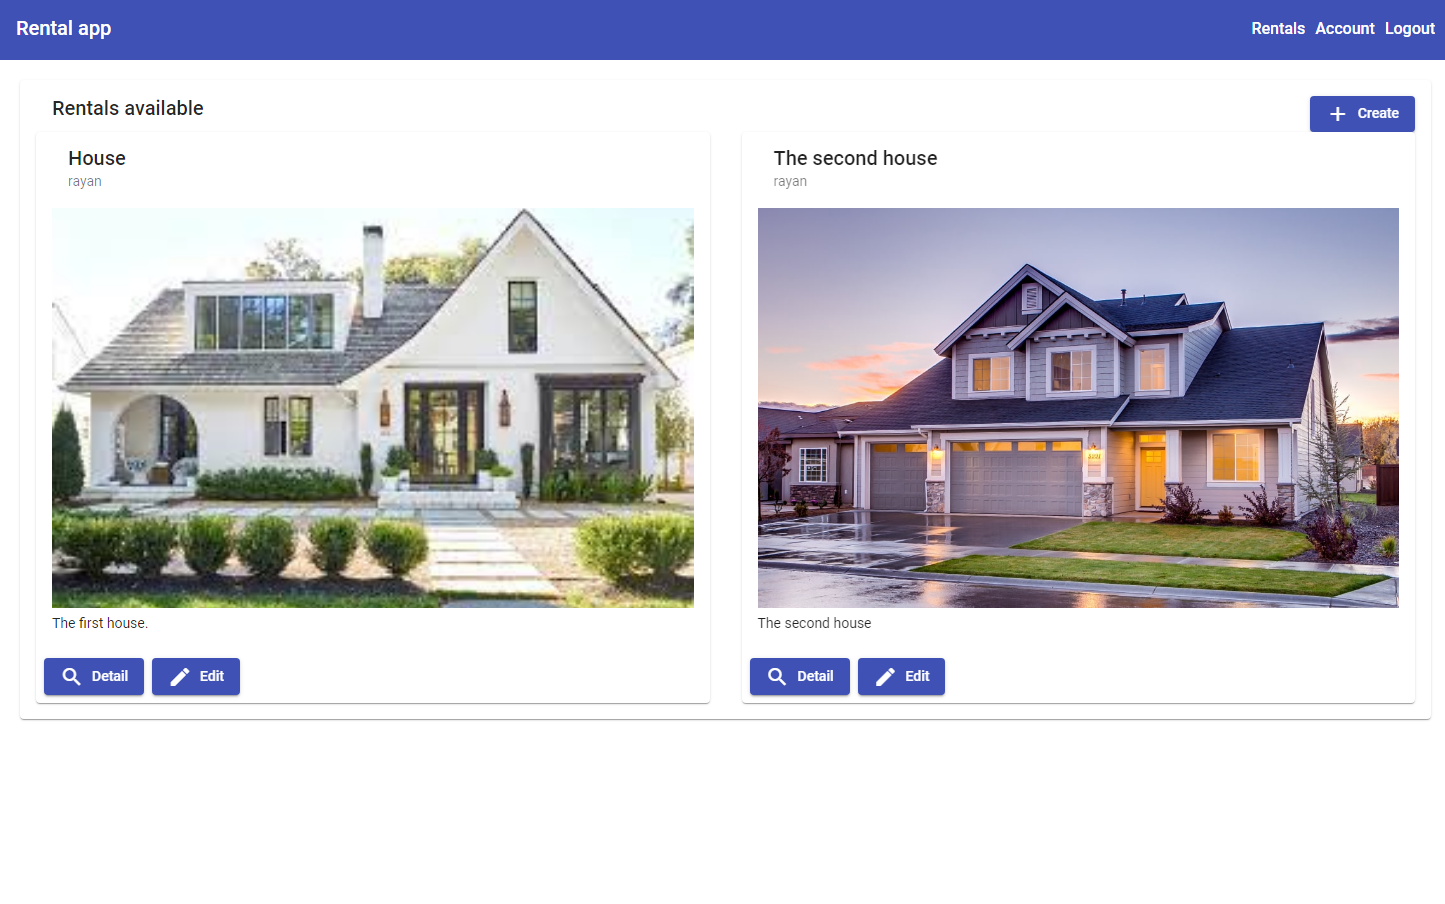 Rental app
Rentals Account Logout
Rentals available
Create
House
rayan
The first house.
Detail Edit
The second house
rayan
The second house
Detail Edit